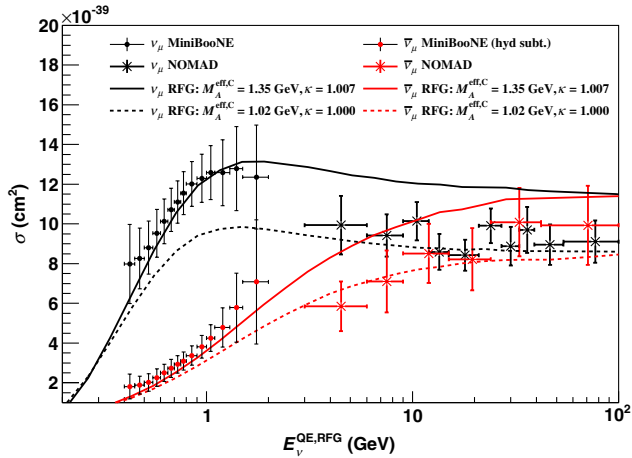 ×10⁻³⁹
20
18
16
14
12
10
8
6
4
2
σ (cm²)
ν_μ MiniBooNE
ν_μ NOMAD
ν_μ RFG: M_A^eff,C = 1.35 GeV, κ = 1.007
ν_μ RFG: M_A^eff,C = 1.02 GeV, κ = 1.000
ν̅_μ MiniBooNE (hyd subt.)
ν̅_μ NOMAD
ν̅_μ RFG: M_A^eff,C = 1.35 GeV, κ = 1.007
ν̅_μ RFG: M_A^eff,C = 1.02 GeV, κ = 1.000
1 10 10²
E_ν^QE,RFG (GeV)